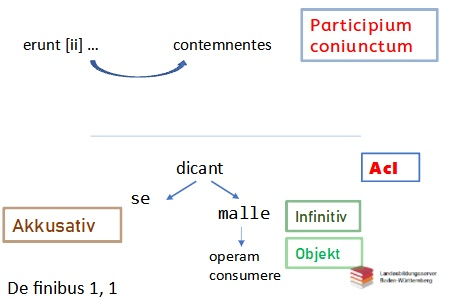 Participium
coniunctum
erunt [ii] ... contemnentes
dicant
AcI
se
malle
Akkusativ
Infinitiv
operam
consumere
Objekt
Landesbildungsserver
Baden-Württemberg
De finibus 1, 1